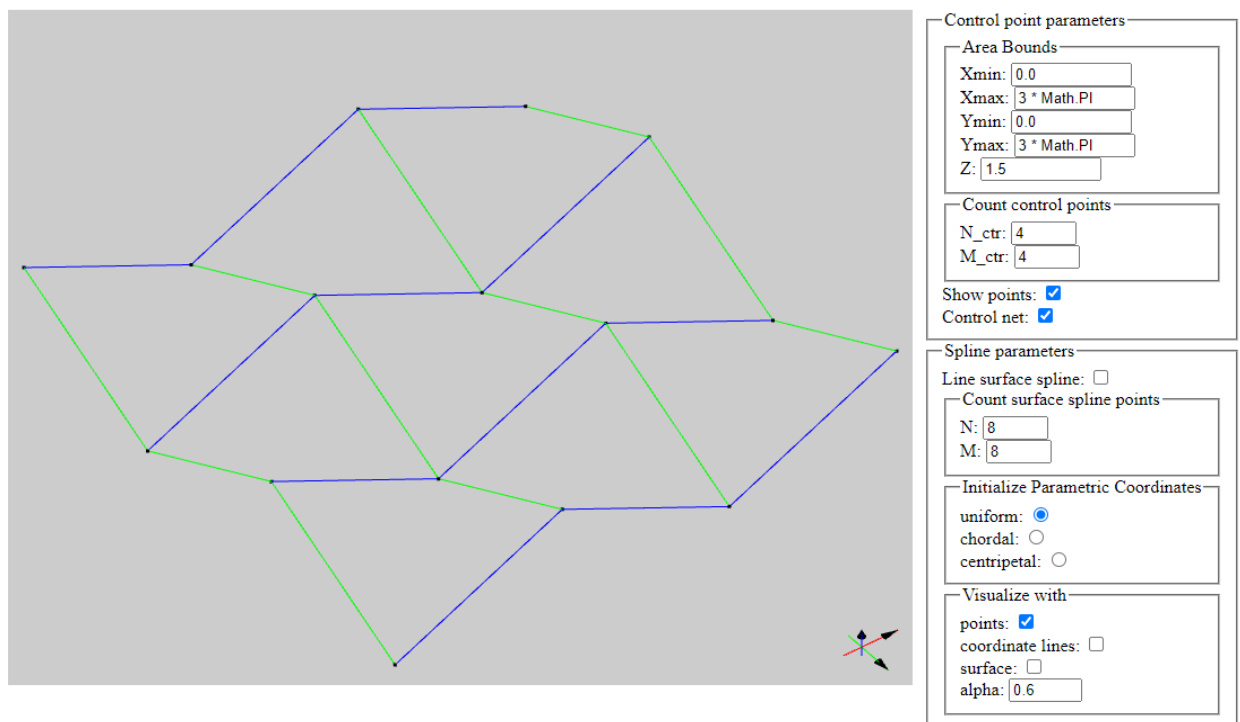 Control point parameters
Area Bounds
Xmin: 0.0
Xmax: 3 * Math.PI
Ymin: 0.0
Ymax: 3 * Math.PI
Z: 1.5
Count control points
N_ctr: 4
M_ctr: 4
Show points:
Control net:
Spline parameters
Line surface spline:
Count surface spline points
N: 8
M: 8
Initialize Parametric Coordinates
uniform:
chordal:
centripetal:
Visualize with
points:
coordinate lines:
surface:
alpha: 0.6